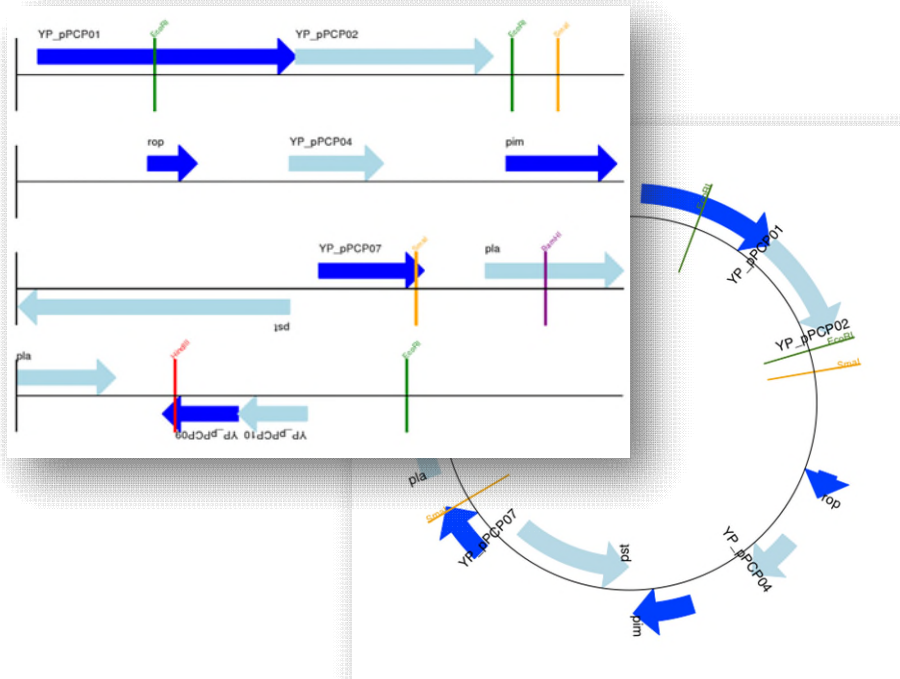 YP_pPCP01
EcoRI
YP_pPCP02
EcoRI
SmaI
rop
YP_pPCP04
pim
YP_pPCP07
SmaI
pla
BamHI
pst
pla
HindIII
EcoRI
YP_pPCP09
YP_pPCP10
EcoRI
YP_pPCP01
YP_pPCP02
EcoRI
SmaI
rop
YP_pPCP04
pim
pst
YP_pPCP07
SmaI
pla